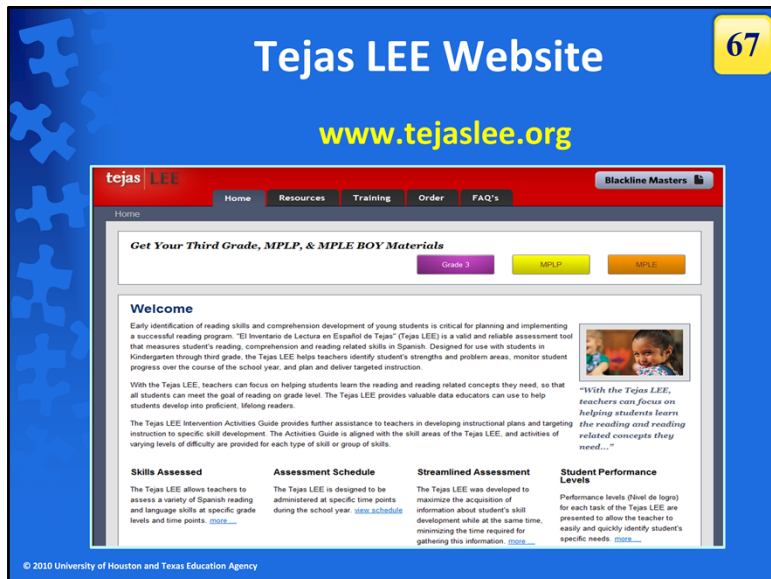 Tejas LEE Website
67
www.tejaslee.org
tejas LEE
Blackline Masters
Home Resources Training Order FAQ's
Home
Get Your Third Grade, MPLP, & MPLE BOY Materials
Grade 3 MPLP MPLE
Welcome
Early identification of reading skills and comprehension development of young students is critical for planning and implementing
a successful reading program. "El Inventario de Lectura en Español de Tejas" (Tejas LEE) is a valid and reliable assessment tool
that measures student's reading, comprehension and reading related skills in Spanish. Designed for use with students in
Kindergarten through third grade, the Tejas LEE helps teachers identify student's strengths and problem areas, monitor student
progress over the course of the school year, and plan and deliver targeted instruction.
With the Tejas LEE, teachers can focus on helping students learn the reading and reading related concepts they need, so that
all students can meet the goal of reading on grade level. The Tejas LEE provides valuable data educators can use to help
students develop into proficient, lifelong readers.
The Tejas LEE Intervention Activities Guide provides further assistance to teachers in developing instructional plans and targeting
instruction to specific skill development. The Activities Guide is aligned with the skill areas of the Tejas LEE, and activities of
varying levels of difficulty are provided for each type of skill or group of skills.
"With the Tejas LEE,
teachers can focus on
helping students learn
the reading and reading
related concepts they
need..."
Skills Assessed
The Tejas LEE allows teachers to
assess a variety of Spanish reading
and language skills at specific grade
levels and time points. more ...
Assessment Schedule
The Tejas LEE is designed to be
administered at specific time points
during the school year. view schedule
Streamlined Assessment
The Tejas LEE was developed to
maximize the acquisition of
information about student's skill
development while at the same time,
minimizing the time required for
gathering this information. more ...
Student Performance
Levels
Performance levels (Nivel de logro)
for each task of the Tejas LEE are
presented to allow the teacher to
easily and quickly identify student's
specific needs. more ...
© 2010 University of Houston and Texas Education Agency